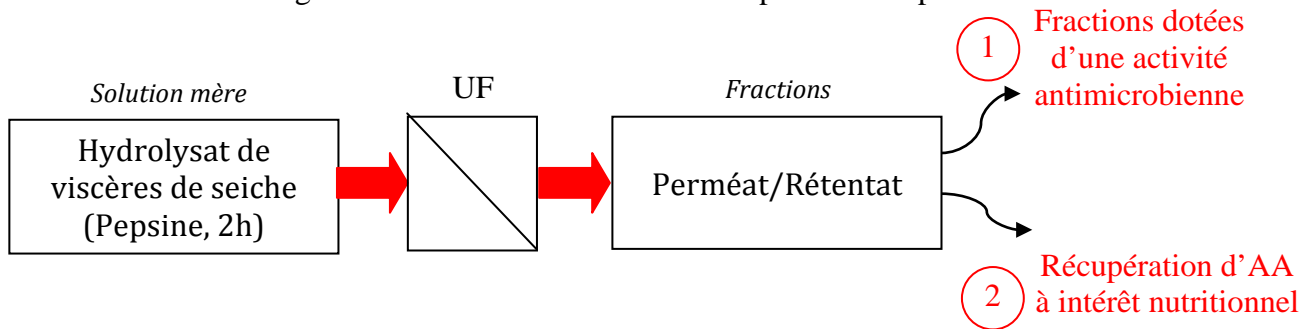 Solution mère
Hydrolysat de
viscères de seiche
(Pepsine, 2h)
UF
Fractions
Perméat/Rétentat
1
Fractions dotées
d’une activité
antimicrobienne
2
Récupération d’AA
à intérêt nutritionnel